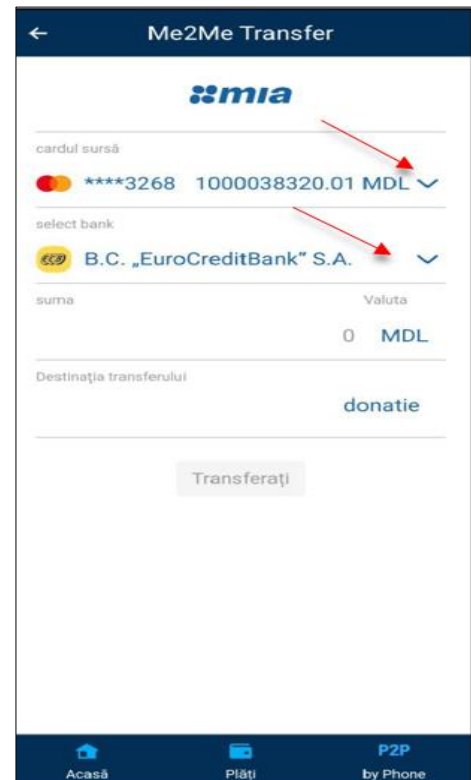 Me2Me Transfer
mia
cardul sursă
****3268 1000038320.01 MDL
select bank
B.C. „EuroCreditBank” S.A.
suma Valuta
0 MDL
Destinația transferului
donatie
Transferați
P2P
Acasă Plăți by Phone